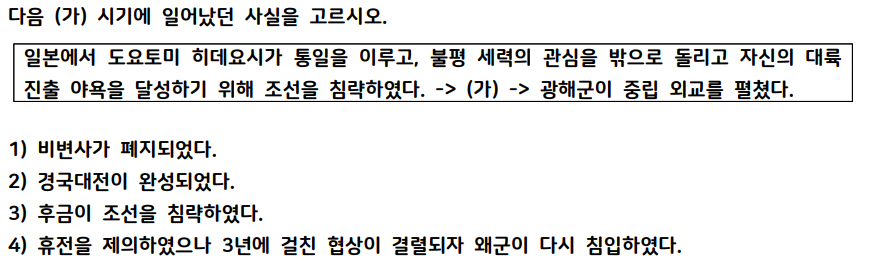 다음 (가) 시기에 일어났던 사실을 고르시오.
일본에서 도요토미 히데요시가 통일을 이루고, 불평 세력의 관심을 밖으로 돌리고 자신의 대륙
진출 야욕을 달성하기 위해 조선을 침략하였다. -> (가) -> 광해군이 중립 외교를 펼쳤다.
1) 비변사가 폐지되었다.
2) 경국대전이 완성되었다.
3) 후금이 조선을 침략하였다.
4) 휴전을 제의하였으나 3년에 걸친 협상이 결렬되자 왜군이 다시 침입하였다.